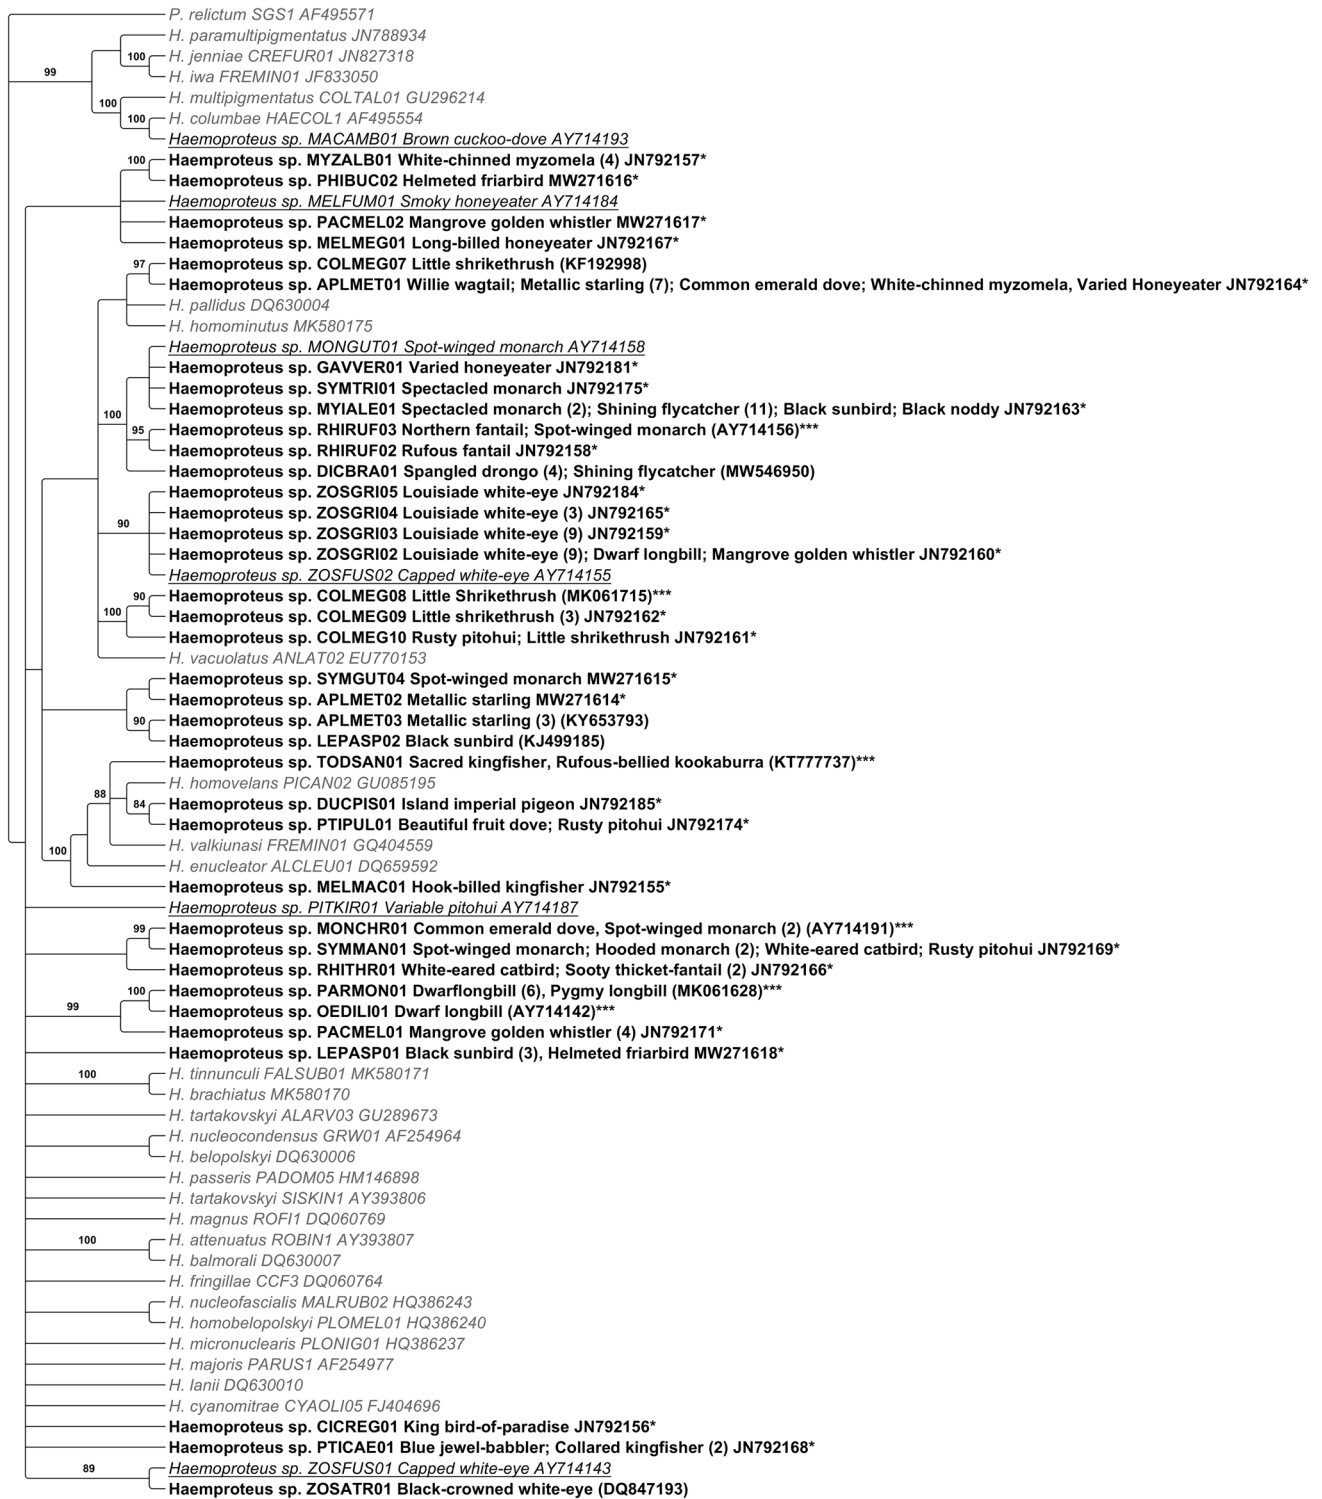 P. relictum SGS1 AF495571
H. paramultipigmentatus JN788934
100 H. jenniae CREFUR01 JN827318
99
H. iwa FREMIN01 JF833050
H. multipigmentatus COLTAL01 GU296214
100
100 H. columbae HAECOL1 AF495554
Haemoproteus sp. MACAMB01 Brown cuckoo-dove AY714193
100 Haemproteus sp. MYZALB01 White-chinned myzomela (4) JN792157*
Haemoproteus sp. PHIBUC02 Helmeted friarbird MW271616*
Haemoproteus sp. MELFUM01 Smoky honeyeater AY714184
Haemoproteus sp. PACMEL02 Mangrove golden whistler MW271617*
Haemoproteus sp. MELMEG01 Long-billed honeyeater JN792167*
97 Haemoproteus sp. COLMEG07 Little shrikethrush (KF192998)
Haemoproteus sp. APLMET01 Willie wagtail; Metallic starling (7); Common emerald dove; White-chinned myzomela, Varied Honeyeater JN792164*
H. pallidus DQ630004
H. homominutus MK580175
Haemoproteus sp. MONGUT01 Spot-winged monarch AY714158
Haemoproteus sp. GAVVER01 Varied honeyeater JN792181*
Haemoproteus sp. SYMTRI01 Spectacled monarch JN792175*
100
Haemoproteus sp. MYIALE01 Spectacled monarch (2); Shining flycatcher (11); Black sunbird; Black noddy JN792163*
95 Haemoproteus sp. RHIRUF03 Northern fantail; Spot-winged monarch (AY714156)***
Haemoproteus sp. RHIRUF02 Rufous fantail JN792158*
Haemoproteus sp. DICBRA01 Spangled drongo (4); Shining flycatcher (MW546950)
Haemoproteus sp. ZOSGRI05 Louisiade white-eye JN792184*
Haemoproteus sp. ZOSGRI04 Louisiade white-eye (3) JN792165*
90
Haemoproteus sp. ZOSGRI03 Louisiade white-eye (9) JN792159*
Haemoproteus sp. ZOSGRI02 Louisiade white-eye (9); Dwarf longbill; Mangrove golden whistler JN792160*
Haemoproteus sp. ZOSFUS02 Capped white-eye AY714155
90 Haemoproteus sp. COLMEG08 Little Shrikethrush (MK061715)***
100
Haemoproteus sp. COLMEG09 Little shrikethrush (3) JN792162*
Haemoproteus sp. COLMEG10 Rusty pitohui; Little shrikethrush JN792161*
H. vacuolatus ANLAT02 EU770153
Haemoproteus sp. SYMGUT04 Spot-winged monarch MW271615*
Haemoproteus sp. APLMET02 Metallic starling MW271614*
90 Haemoproteus sp. APLMET03 Metallic starling (3) (KY653793)
Haemoproteus sp. LEPASP02 Black sunbird (KJ499185)
Haemoproteus sp. TODSAN01 Sacred kingfisher, Rufous-bellied kookaburra (KT777737)***
H. homovelans PICAN02 GU085195
88
84 Haemoproteus sp. DUCPIS01 Island imperial pigeon JN792185*
Haemoproteus sp. PTIPUL01 Beautiful fruit dove; Rusty pitohui JN792174*
H. valkiunasi FREMIN01 GQ404559
100
H. enucleator ALCLEU01 DQ659592
Haemoproteus sp. MELMAC01 Hook-billed kingfisher JN792155*
Haemoproteus sp. PITKIR01 Variable pitohui AY714187
99 Haemoproteus sp. MONCHR01 Common emerald dove, Spot-winged monarch (2) (AY714191)***
Haemoproteus sp. SYMMAN01 Spot-winged monarch; Hooded monarch (2); White-eared catbird; Rusty pitohui JN792169*
Haemoproteus sp. RHITHR01 White-eared catbird; Sooty thicket-fantail (2) JN792166*
100 Haemoproteus sp. PARMON01 Dwarflongbill (6), Pygmy longbill (MK061628)***
99
Haemoproteus sp. OEDILI01 Dwarf longbill (AY714142)***
Haemoproteus sp. PACMEL01 Mangrove golden whistler (4) JN792171*
Haemoproteus sp. LEPASP01 Black sunbird (3), Helmeted friarbird MW271618*
100 H. tinnunculi FALSUB01 MK580171
H. brachiatus MK580170
H. tartakovskyi ALARV03 GU289673
H. nucleocondensus GRW01 AF254964
H. belopolskyi DQ630006
H. passeris PADOM05 HM146898
H. tartakovskyi SISKIN1 AY393806
H. magnus ROFI1 DQ060769
100 H. attenuatus ROBIN1 AY393807
H. balmorali DQ630007
H. fringillae CCF3 DQ060764
H. nucleofascialis MALRUB02 HQ386243
H. homobelopolskyi PLOMEL01 HQ386240
H. micronuclearis PLONIG01 HQ386237
H. majoris PARUS1 AF254977
H. lanii DQ630010
H. cyanomitrae CYAOLI05 FJ404696
Haemoproteus sp. CICREG01 King bird-of-paradise JN792156*
Haemoproteus sp. PTICAE01 Blue jewel-babbler; Collared kingfisher (2) JN792168*
89 Haemoproteus sp. ZOSFUS01 Capped white-eye AY714143
Haemproteus sp. ZOSATR01 Black-crowned white-eye (DQ847193)